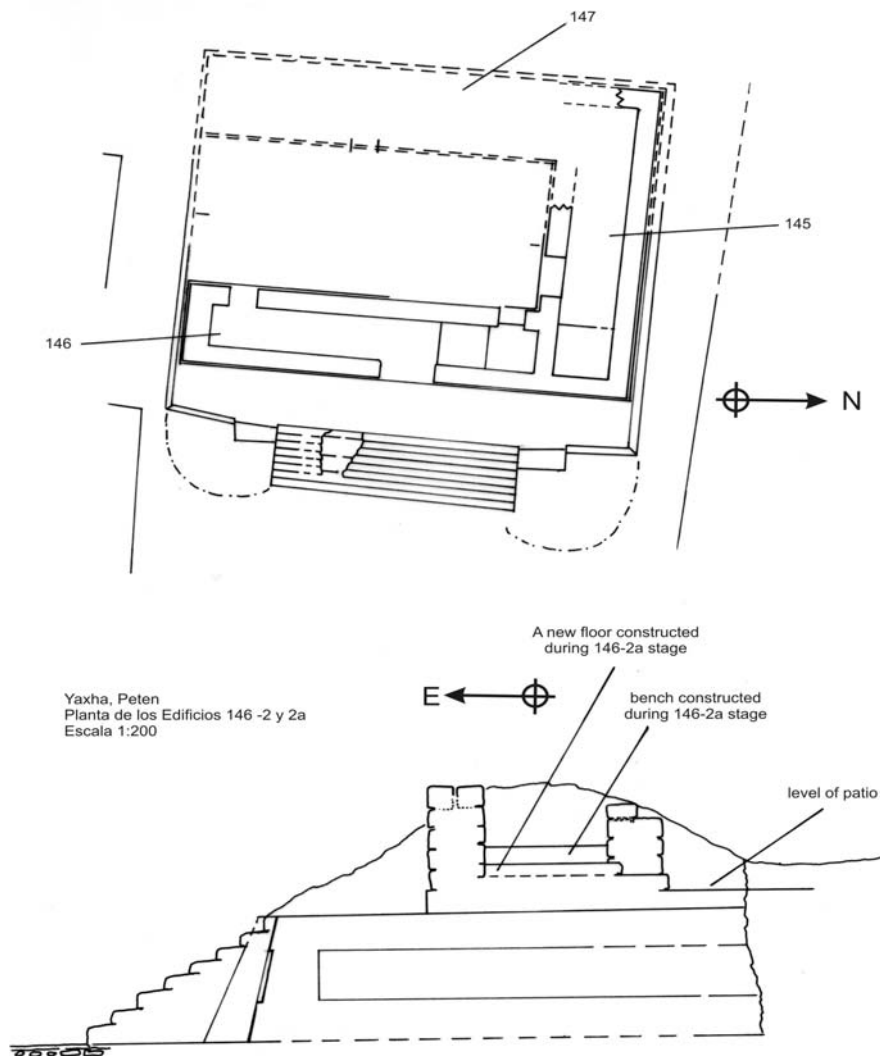 147
145
146
N
A new floor constructed
during 146-2a stage
Yaxha, Peten
Planta de los Edificios 146 -2 y 2a
Escala 1:200
E
bench constructed
during 146-2a stage
level of patio